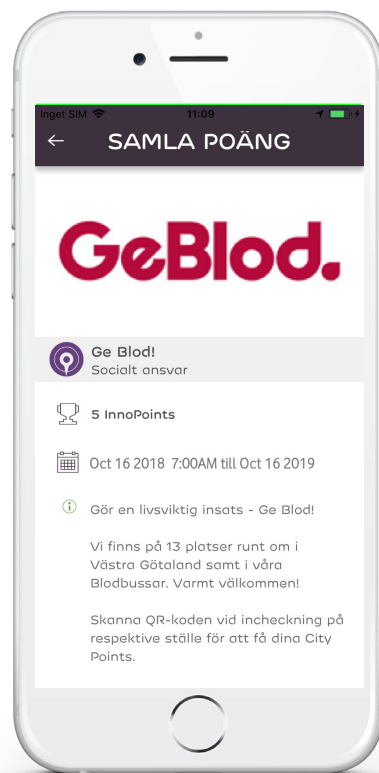 Inget SIM 11:09
SAMLA POÄNG
GeBlod.
Ge Blod!
Socialt ansvar
5 InnoPoints
Oct 16 2018 7:00AM till Oct 16 2019
Gör en livsviktig insats - Ge Blod!
Vi finns på 13 platser runt om i
Västra Götaland samt i våra
Blodbussar. Varmt välkommen!
Skanna QR-koden vid incheckning på
respektive ställe för att få dina City
Points.